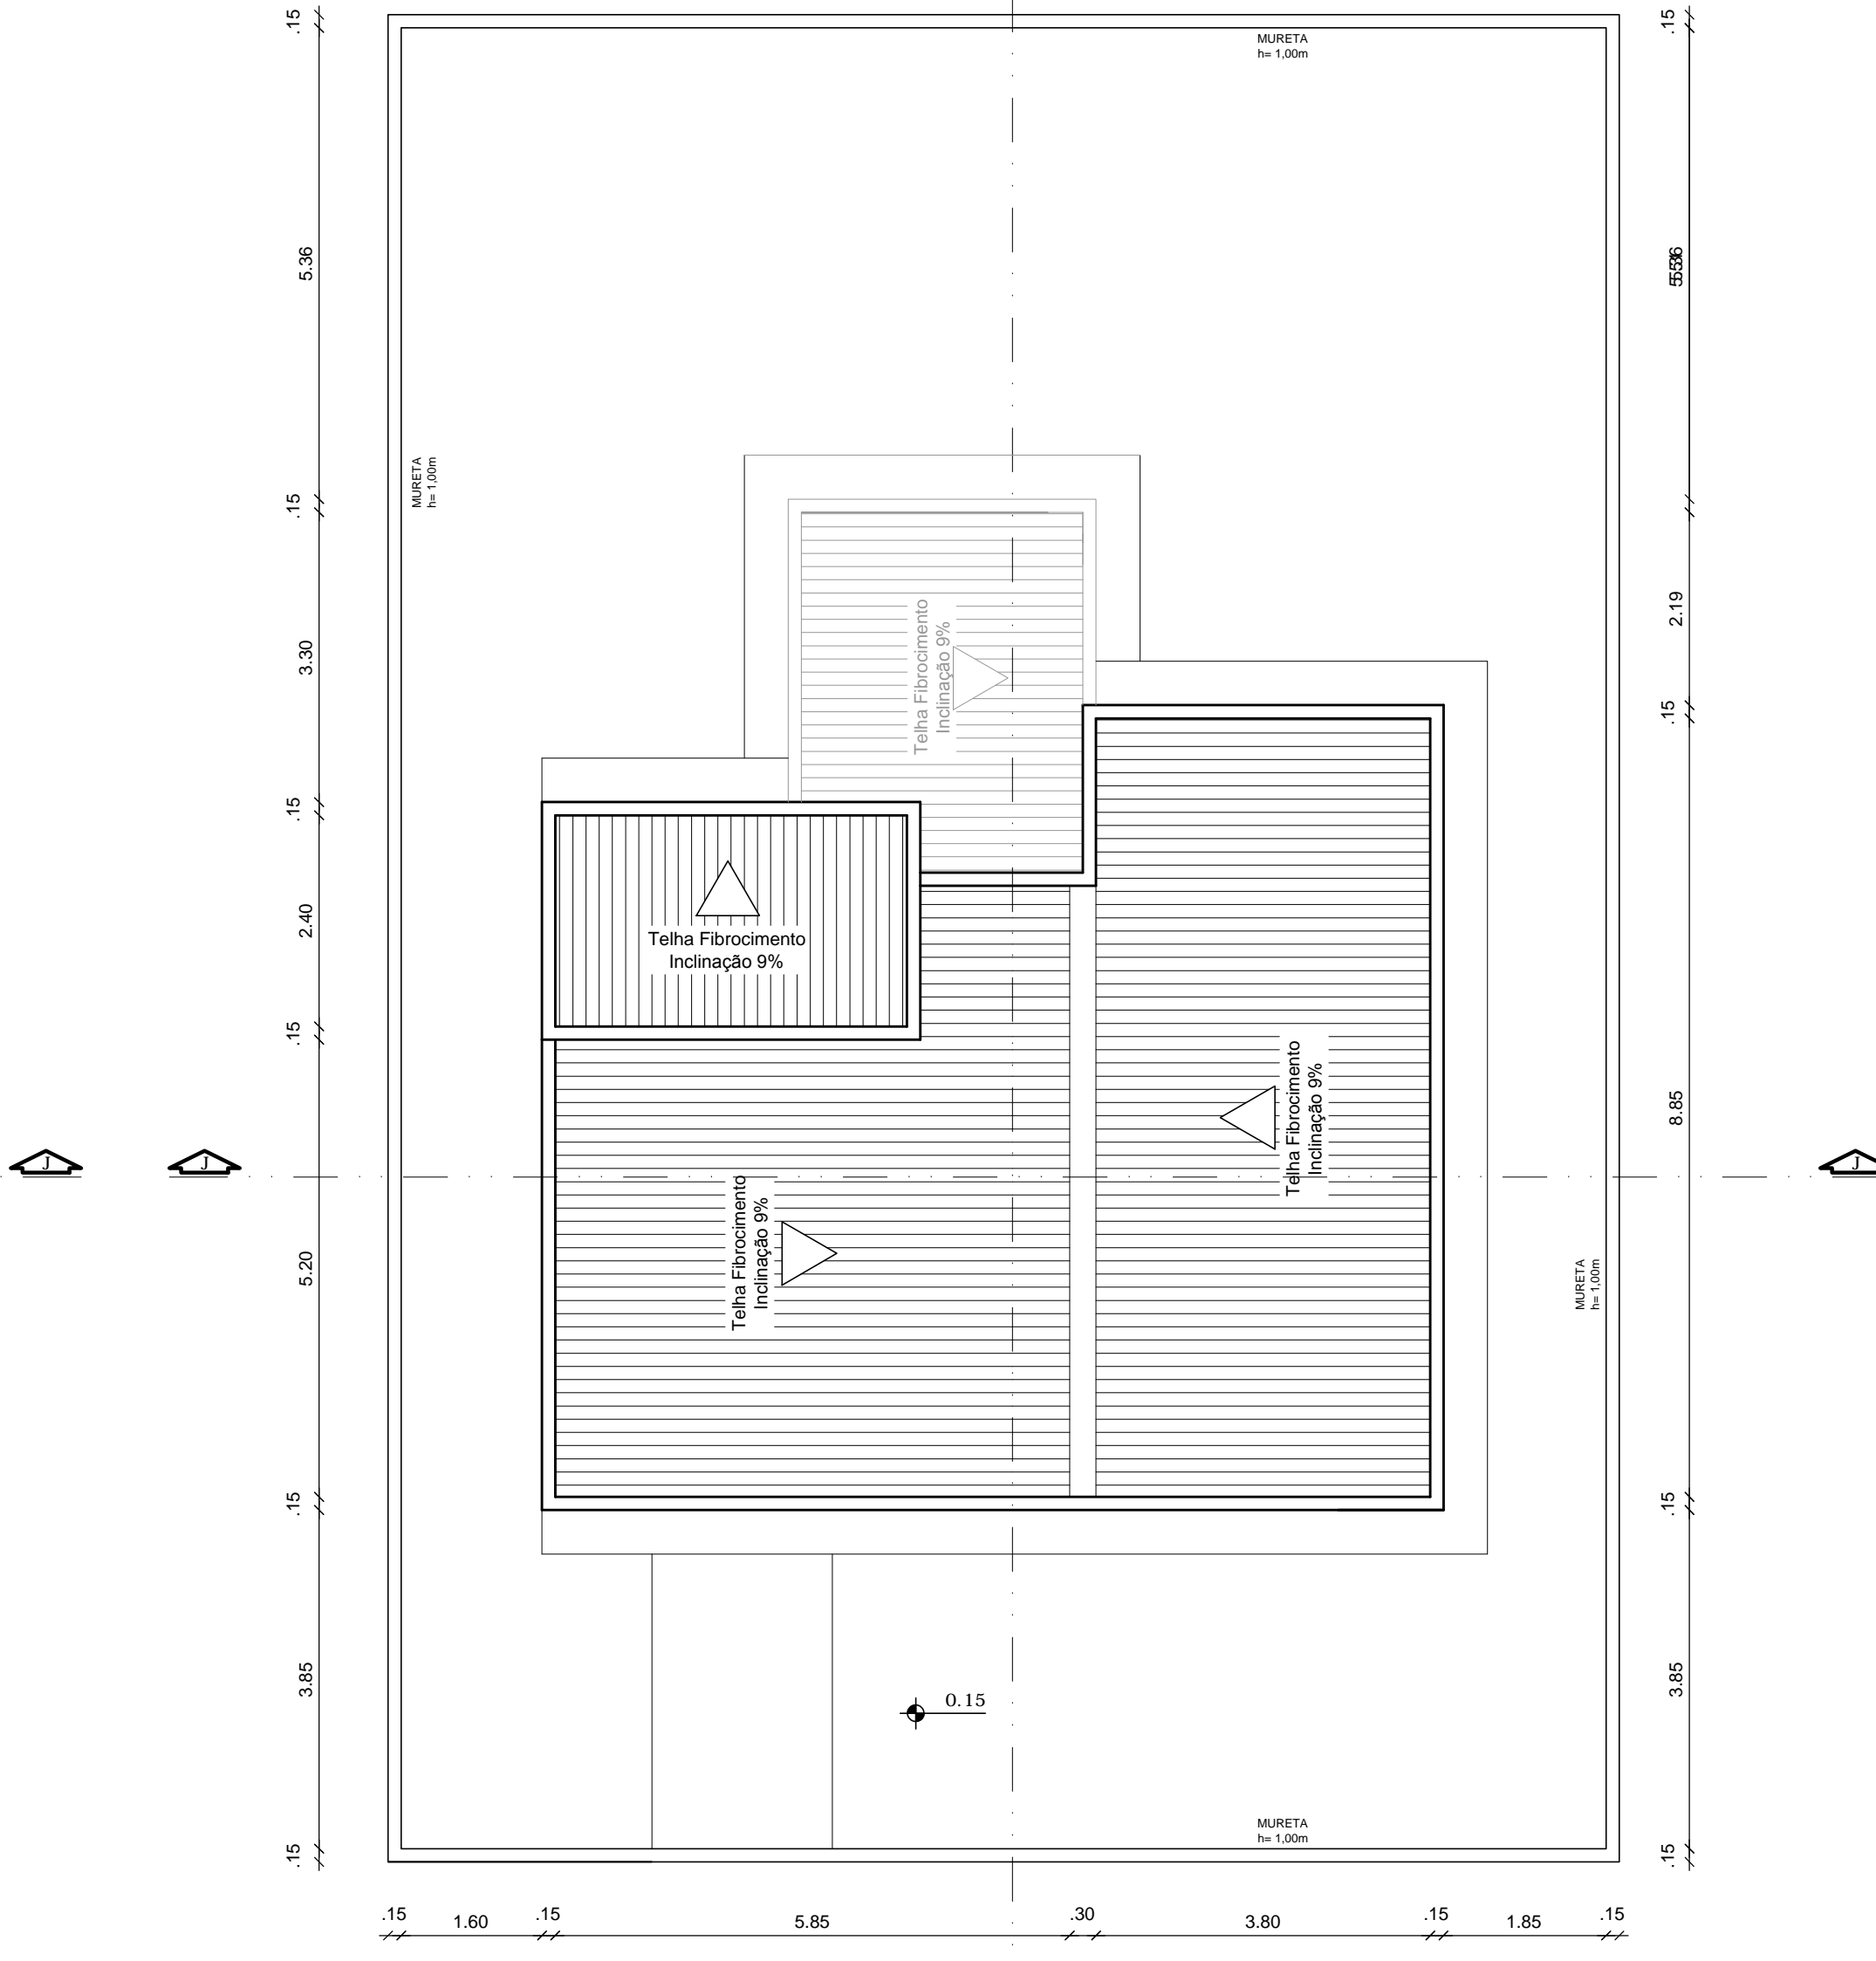 .15
.15
MURETA
h= 1,00m
5.36
MURETA
h= 1,00m
.15
3.30
2.19
Telha Fibrocimento
Inclinação 9%
.15
.15
2.40
Telha Fibrocimento
Inclinação 9%
.15
8.85
Telha Fibrocimento
Inclinação 9%
J
J
J
Telha Fibrocimento
Inclinação 9%
5.20
MURETA
h= 1,00m
.15
.15
3.85
3.85
0.15
MURETA
h= 1,00m
.15
.15
.15
1.60
.15
5.85
.30
3.80
.15
1.85
.15